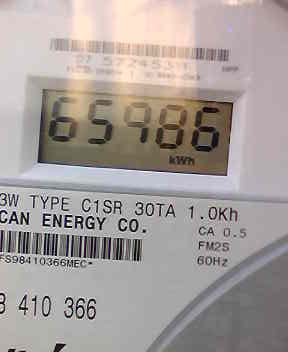 65986
kWh
3W TYPE C1SR 30TA 1.0Kh
CAN ENERGY CO.
CA 0.5
FM2S
FS98410366MEC*
60Hz
8 410 366